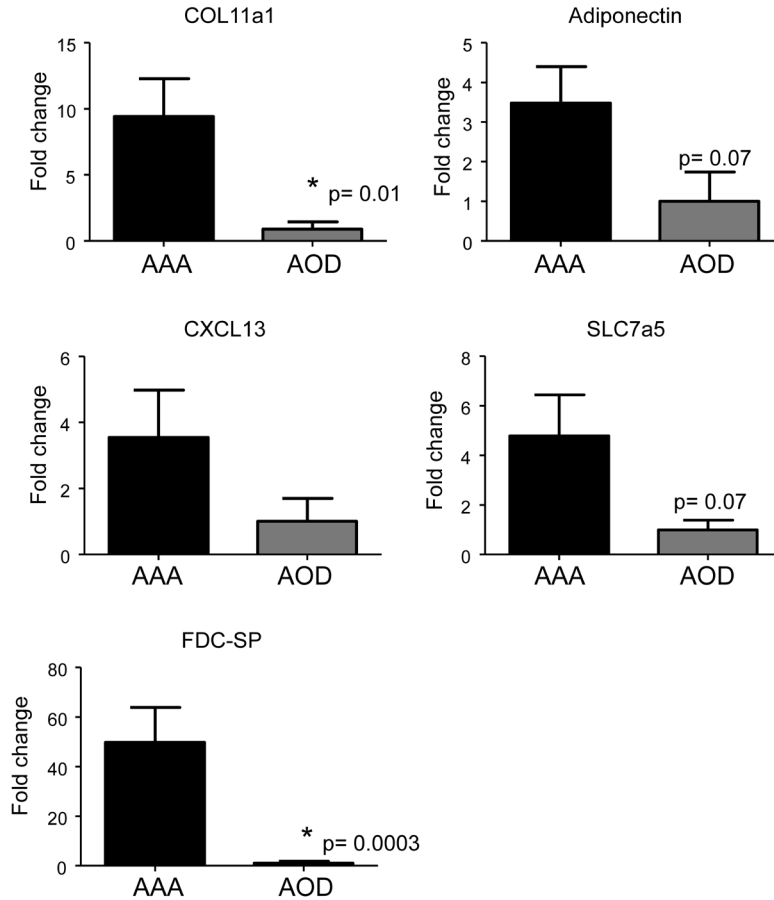 COL11a1
Fold change
15
10
5
0
*
p= 0.01
AAA
AOD
Adiponectin
Fold change
5
4
3
2
1
0
p= 0.07
AAA
AOD
CXCL13
Fold change
6
4
2
0
AAA
AOD
SLC7a5
Fold change
8
6
4
2
0
p= 0.07
AAA
AOD
FDC-SP
Fold change
80
60
40
20
0
*
p= 0.0003
AAA
AOD